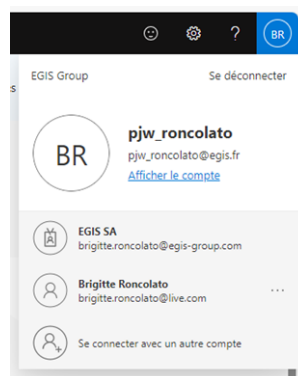 ?
BR
s
EGIS Group
Se déconnecter
BR
pjw_roncolato
pjw_roncolato@egis.fr
Afficher le compte
EGIS SA
brigitte.roncolato@egis-group.com
Brigitte Roncolato
brigitte.roncolato@live.com
...
Se connecter avec un autre compte